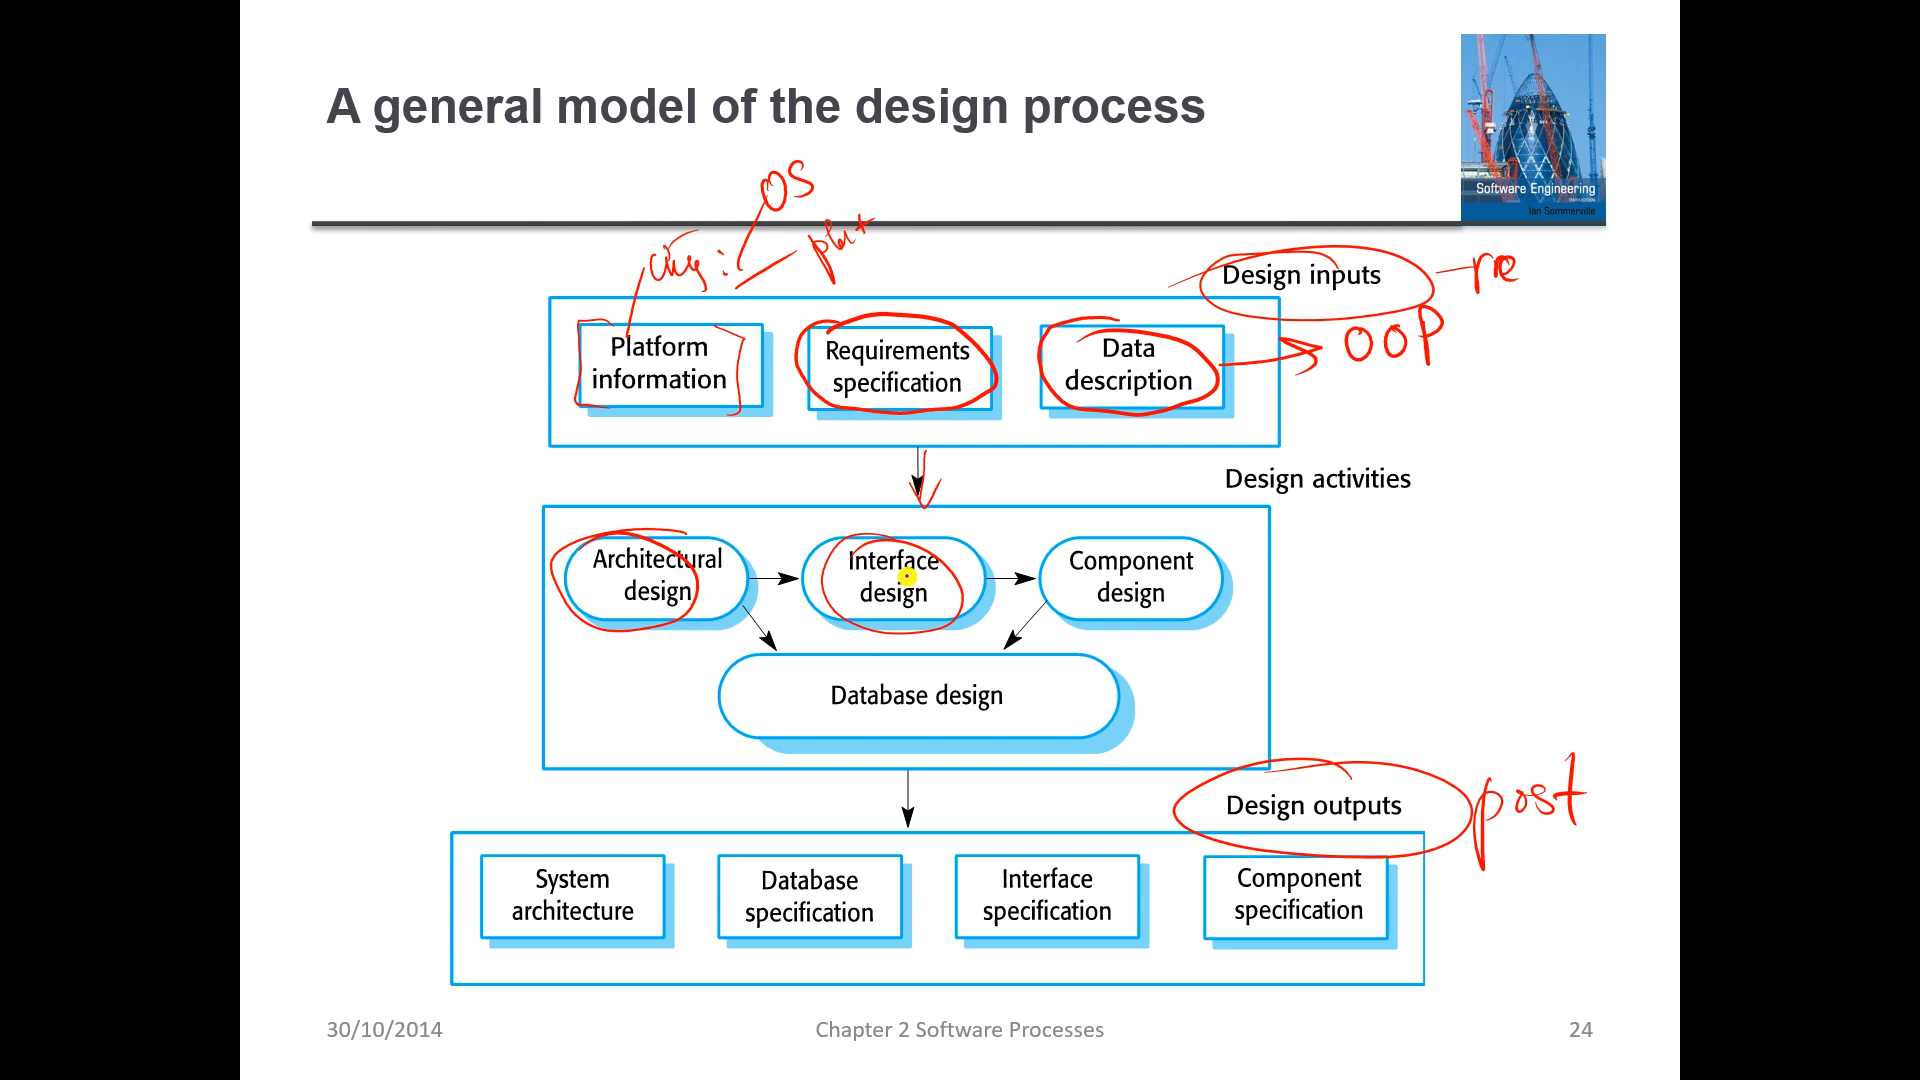 A general model of the design process
Software Engineering
Ian Sommerville
OS
Design inputs
OOP
Platform
information
Requirements
specification
Data
description
Design activities
Architectural
design
Interface
design
Component
design
Database design
Design outputs
post
System
architecture
Database
specification
Interface
specification
Component
specification
30/10/2014
Chapter 2 Software Processes
24